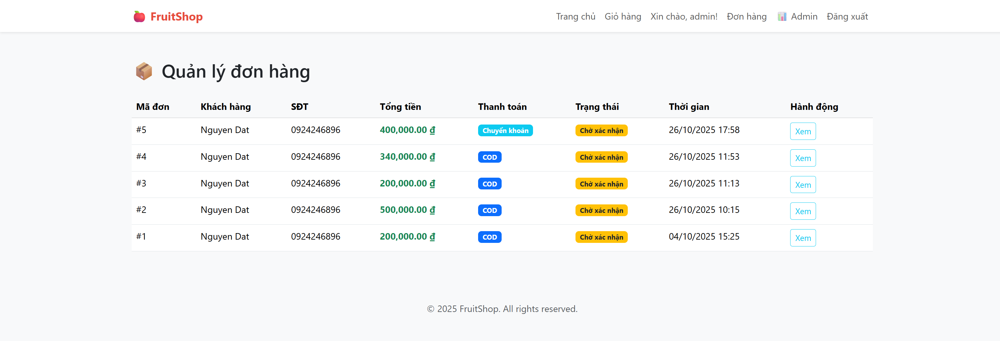 FruitShop Trang chủ Giỏ hàng Xin chào, admin! Đơn hàng Admin Đăng xuất
Quản lý đơn hàng
Mã đơn Khách hàng SĐT Tổng tiền Thanh toán Trạng thái Thời gian Hành động
#5 Nguyen Dat 0924246896 400,000.00 ₫ Chuyển khoản Chờ xác nhận 26/10/2025 17:58 Xem
#4 Nguyen Dat 0924246896 340,000.00 ₫ COD Chờ xác nhận 26/10/2025 11:53 Xem
#3 Nguyen Dat 0924246896 200,000.00 ₫ COD Chờ xác nhận 26/10/2025 11:13 Xem
#2 Nguyen Dat 0924246896 500,000.00 ₫ COD Chờ xác nhận 26/10/2025 10:15 Xem
#1 Nguyen Dat 0924246896 200,000.00 ₫ COD Chờ xác nhận 04/10/2025 15:25 Xem
© 2025 FruitShop. All rights reserved.